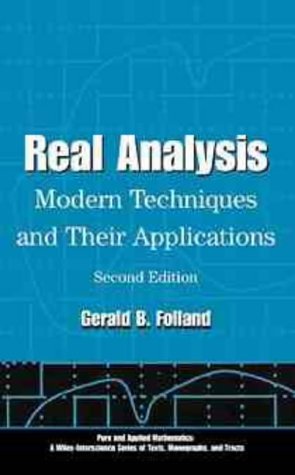 Real Analysis
Modern Techniques
and Their Applications
Second Edition
Gerald B. Folland
Pure and Applied Mathematics:
A Wiley-Interscience Series of Texts, Monographs, and Tracts